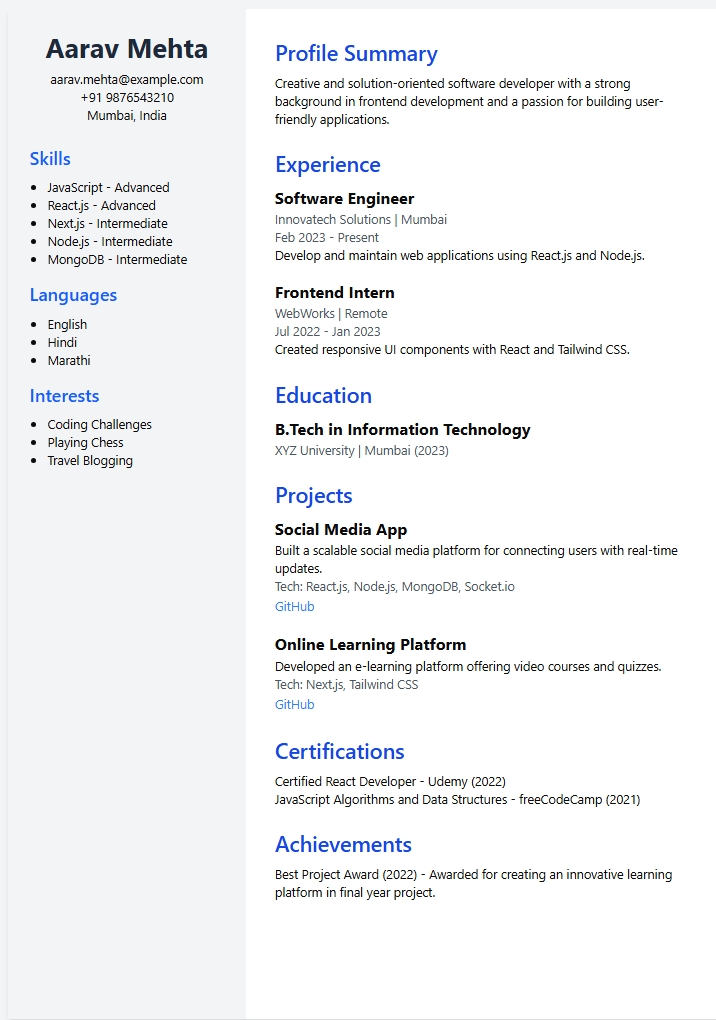 Aarav Mehta
aarav.mehta@example.com
+91 9876543210
Mumbai, India
Skills
JavaScript - Advanced
React.js - Advanced
Next.js - Intermediate
Node.js - Intermediate
MongoDB - Intermediate
Languages
English
Hindi
Marathi
Interests
Coding Challenges
Playing Chess
Travel Blogging
Profile Summary
Creative and solution-oriented software developer with a strong
background in frontend development and a passion for building user-
friendly applications.
Experience
Software Engineer
Innovatech Solutions | Mumbai
Feb 2023 - Present
Develop and maintain web applications using React.js and Node.js.
Frontend Intern
WebWorks | Remote
Jul 2022 - Jan 2023
Created responsive UI components with React and Tailwind CSS.
Education
B.Tech in Information Technology
XYZ University | Mumbai (2023)
Projects
Social Media App
Built a scalable social media platform for connecting users with real-time
updates.
Tech: React.js, Node.js, MongoDB, Socket.io
GitHub
Online Learning Platform
Developed an e-learning platform offering video courses and quizzes.
Tech: Next.js, Tailwind CSS
GitHub
Certifications
Certified React Developer - Udemy (2022)
JavaScript Algorithms and Data Structures - freeCodeCamp (2021)
Achievements
Best Project Award (2022) - Awarded for creating an innovative learning
platform in final year project.